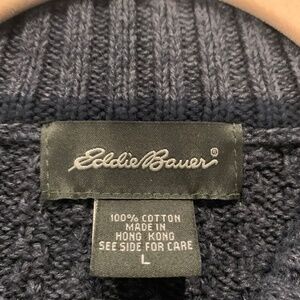 Eddie Bauer®
100% COTTON
MADE IN
HONG KONG
SEE SIDE FOR CARE
L